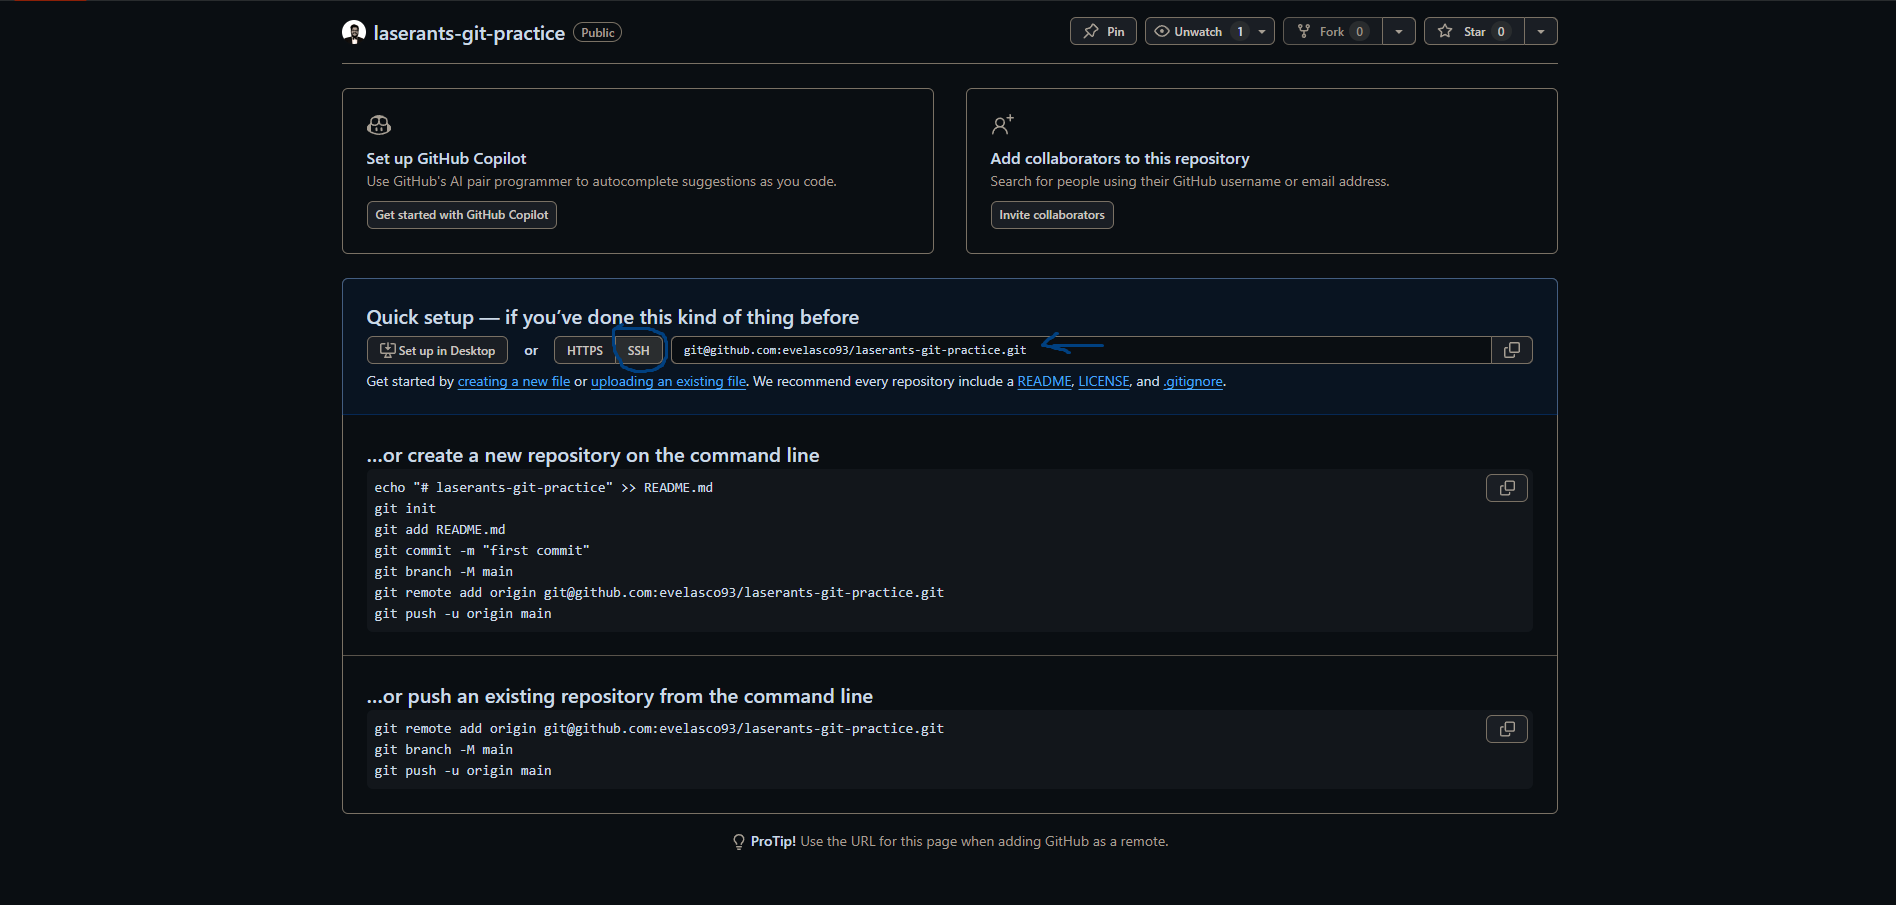 laserants-git-practice Public
Pin Unwatch 1 Fork 0 Star 0
Set up GitHub Copilot
Use GitHub's AI pair programmer to autocomplete suggestions as you code.
Get started with GitHub Copilot
Add collaborators to this repository
Search for people using their GitHub username or email address.
Invite collaborators
Quick setup — if you’ve done this kind of thing before
Set up in Desktop or HTTPS SSH git@github.com:evelasco93/laserants-git-practice.git
Get started by creating a new file or uploading an existing file. We recommend every repository include a README, LICENSE, and .gitignore.
…or create a new repository on the command line
echo "# laserants-git-practice" >> README.md
git init
git add README.md
git commit -m "first commit"
git branch -M main
git remote add origin git@github.com:evelasco93/laserants-git-practice.git
git push -u origin main
…or push an existing repository from the command line
git remote add origin git@github.com:evelasco93/laserants-git-practice.git
git branch -M main
git push -u origin main
ProTip! Use the URL for this page when adding GitHub as a remote.